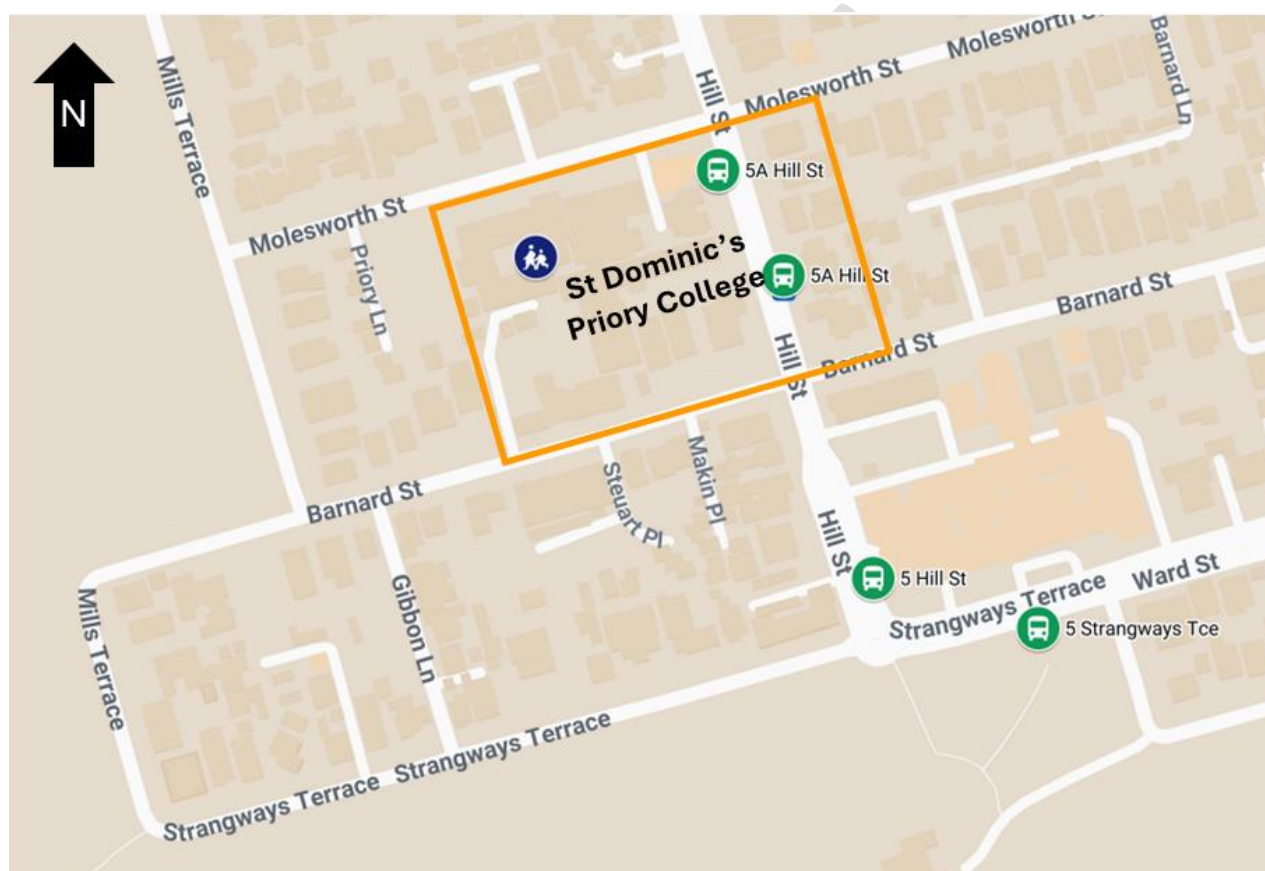 N
Mills Terrace
Hill St
Molesworth St
Molesworth St
Barnard Ln
5A Hill St
Molesworth St
Priory Ln
St Dominic's
Priory College
5A Hill St
Barnard St
Hill St
Barnard St
Makin Pl
Steuart Pl
Barnard St
Hill St
5 Hill St
Gibbon Ln
Mills Terrace
Strangways Terrace
Ward St
5 Strangways Tce
Strangways Terrace
Strangways Terrace